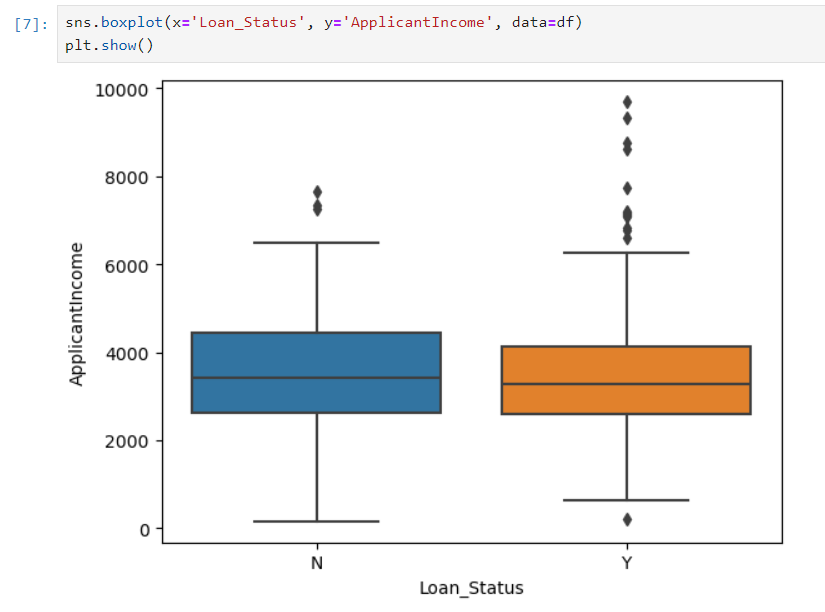 [7]: sns.boxplot(x='Loan_Status', y='ApplicantIncome', data=df)
plt.show()
10000
8000
6000
4000
2000
0
ApplicantIncome
N Y
Loan_Status